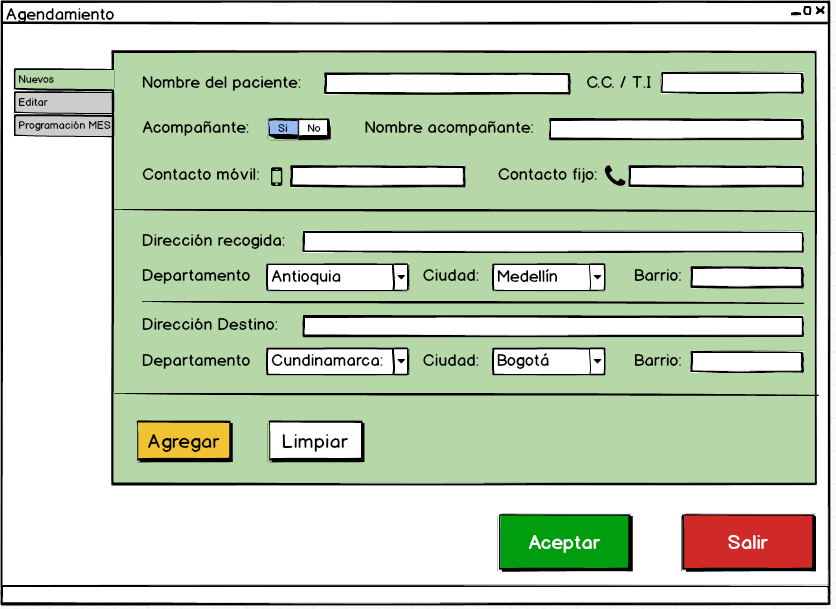 Agendamiento
Nuevos
Editar
Programación MES
Nombre del paciente: C.C. / T.I
Acompañante: Si No Nombre acompañante:
Contacto móvil: Contacto fijo:
Dirección recogida:
Departamento Antioquia Ciudad: Medellín Barrio:
Dirección Destino:
Departamento Cundinamarca: Ciudad: Bogotá Barrio:
Agregar Limpiar
Aceptar Salir